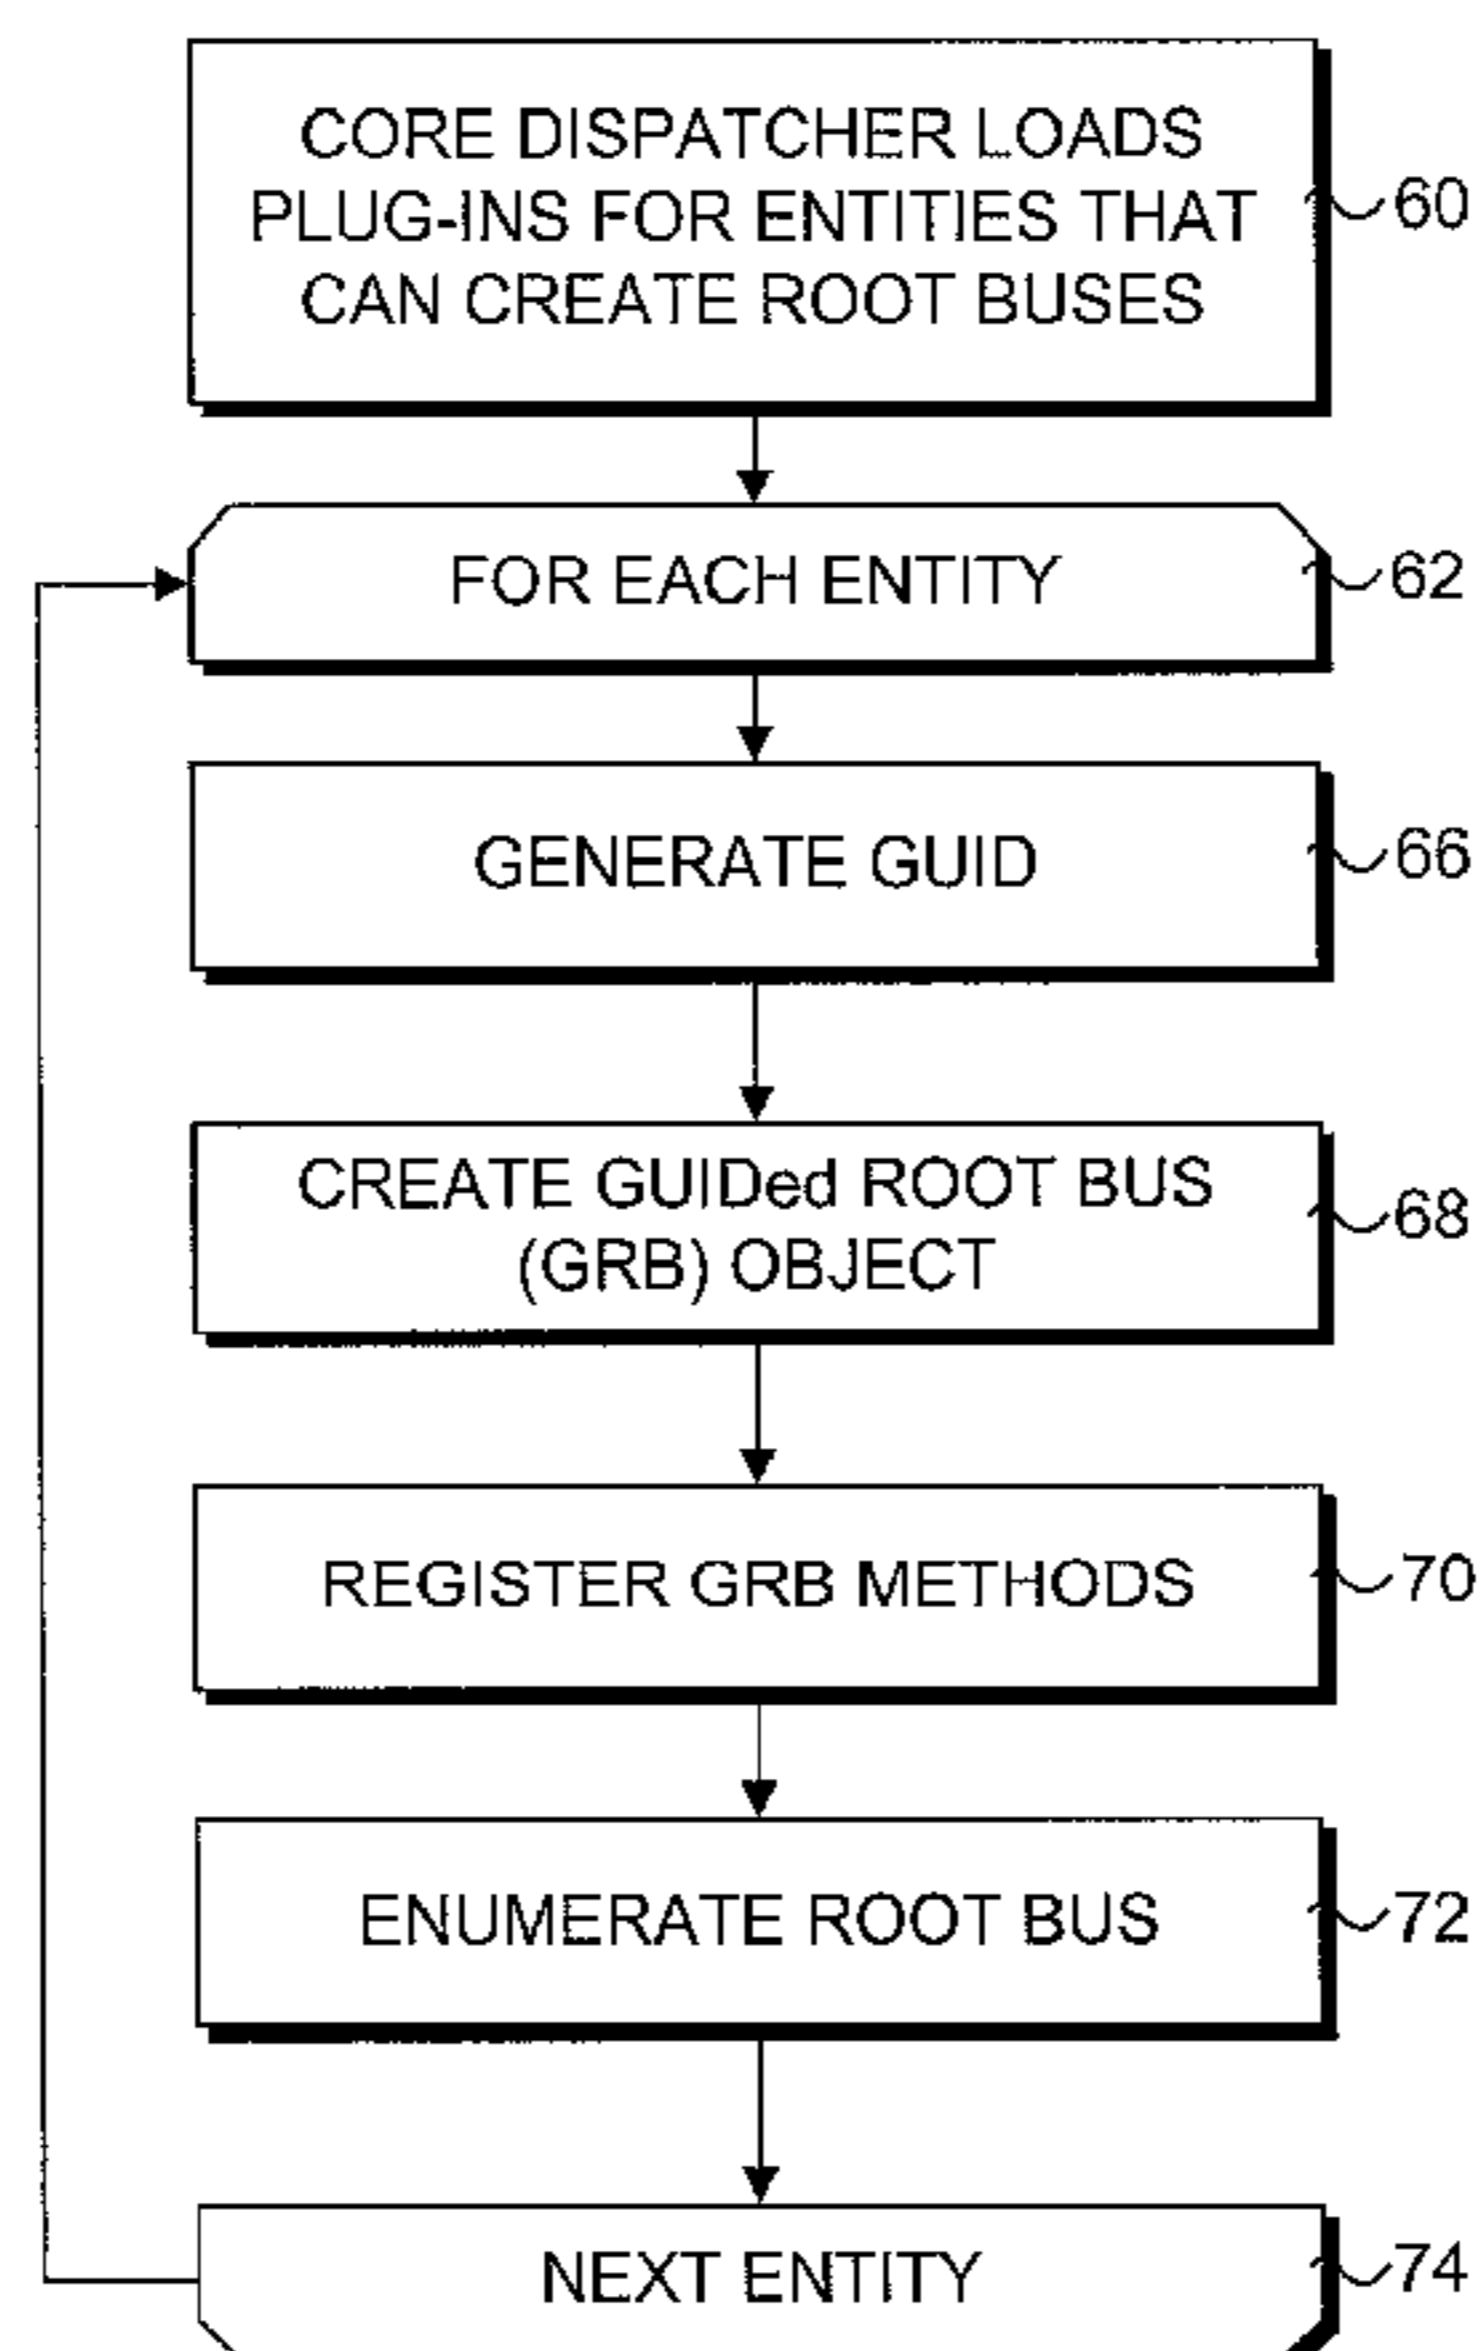 CORE DISPATCHER LOADS
PLUG-INS FOR ENTITIES THAT
CAN CREATE ROOT BUSES
60
FOR EACH ENTITY
62
GENERATE GUID
66
CREATE GUIDed ROOT BUS
(GRB) OBJECT
68
REGISTER GRB METHODS
70
ENUMERATE ROOT BUS
72
NEXT ENTITY
74